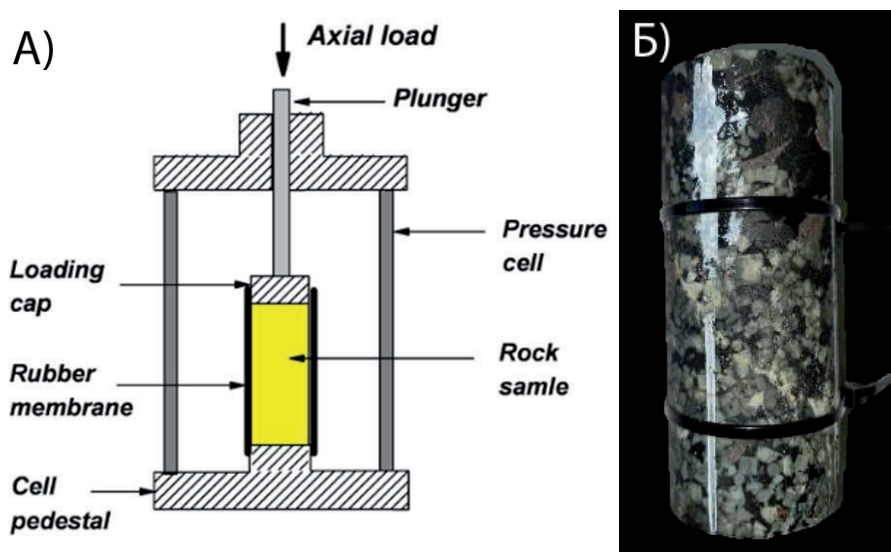 А)
Axial load
Plunger
Pressure
cell
Loading
cap
Rock
samle
Rubber
membrane
Cell
pedestal
Б)